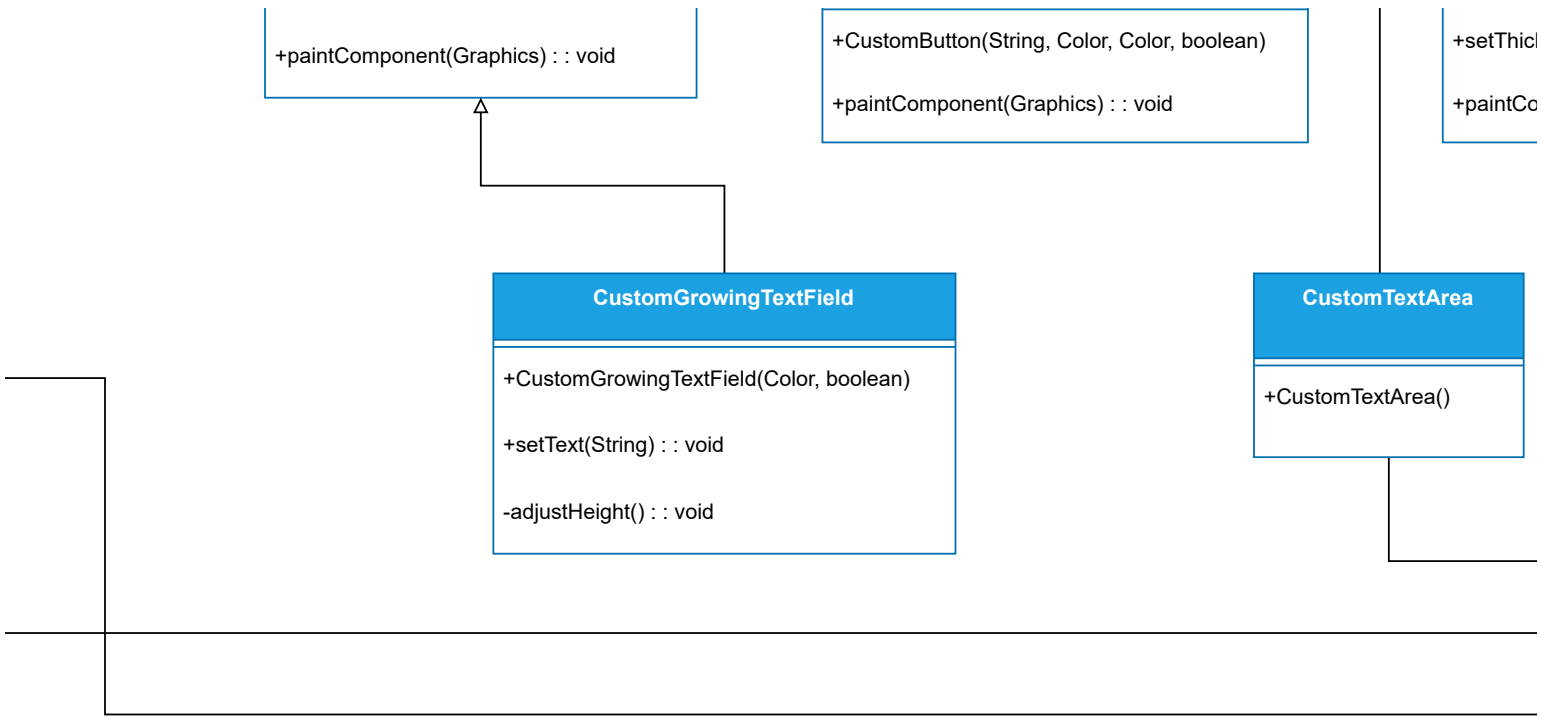 +paintComponent(Graphics) : : void
+CustomButton(String, Color, Color, boolean)
+paintComponent(Graphics) : : void
CustomGrowingTextField
+CustomGrowingTextField(Color, boolean)
+setText(String) : : void
-adjustHeight() : : void
CustomTextArea
+CustomTextArea()